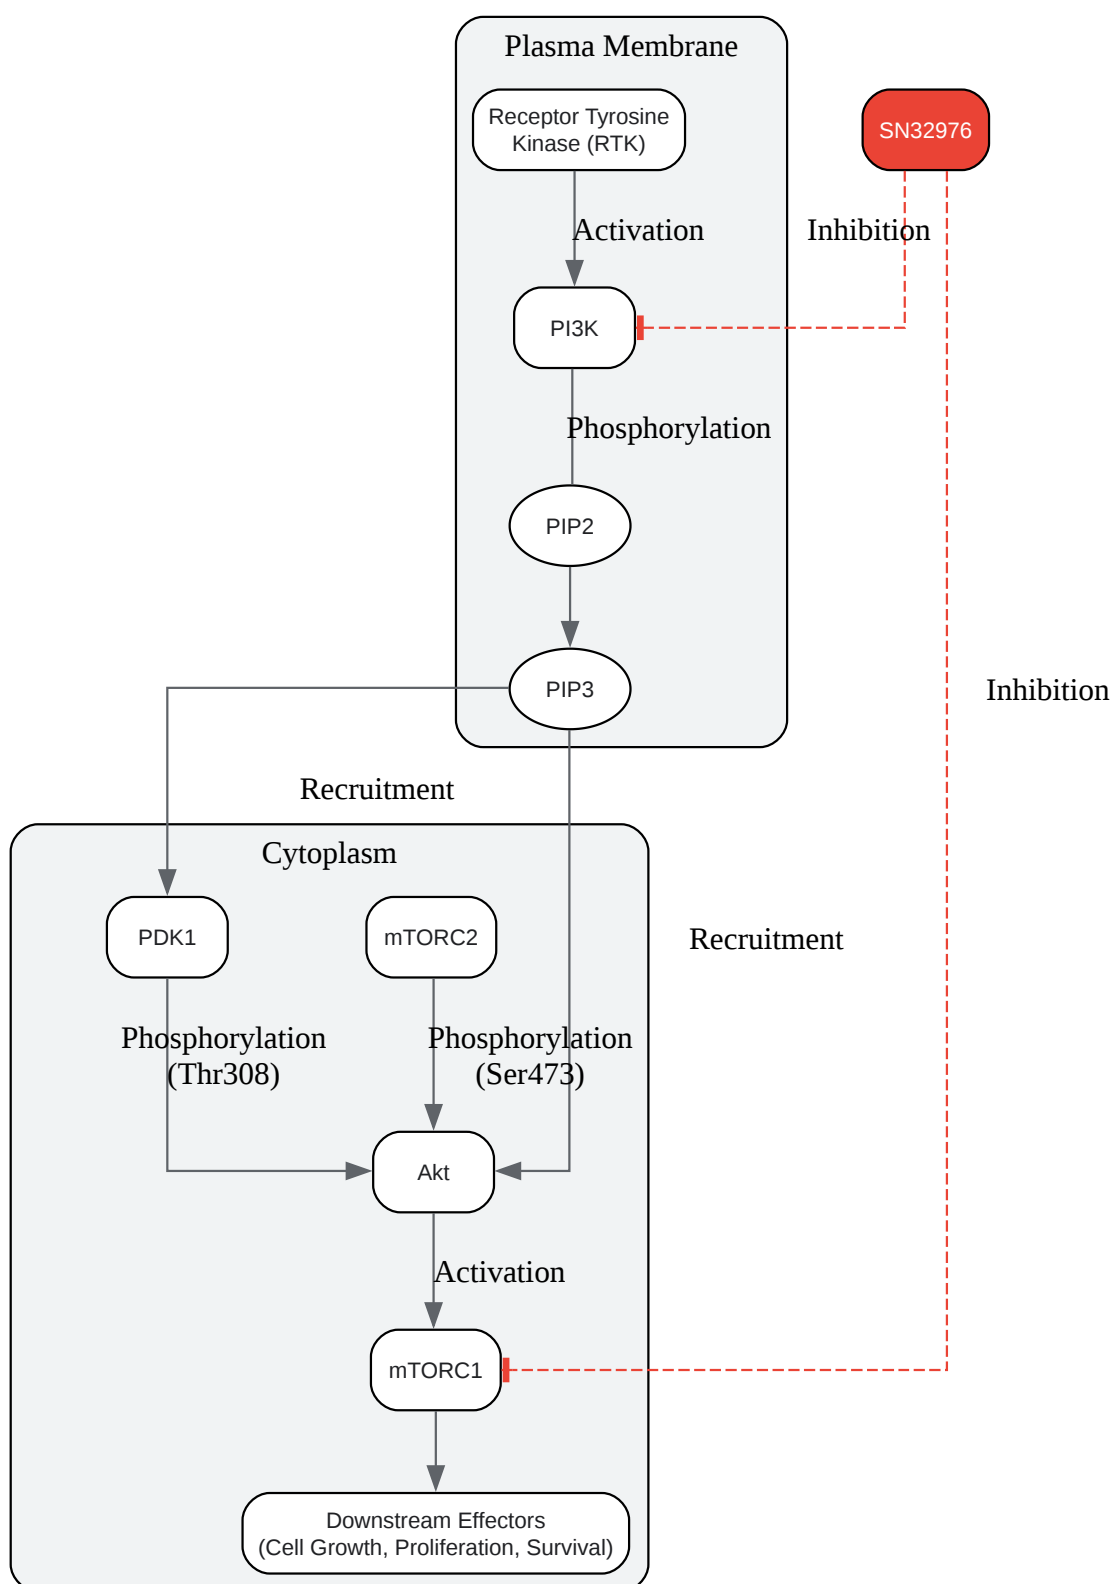 Plasma Membrane
Receptor Tyrosine
Kinase (RTK)
SN32976
Activation
Inhibition
PI3K
Phosphorylation
PIP2
PIP3
Inhibition
Recruitment
Cytoplasm
PDK1
mTORC2
Recruitment
Phosphorylation
(Thr308)
Phosphorylation
(Ser473)
Akt
Activation
mTORC1
Downstream Effectors
(Cell Growth, Proliferation, Survival)